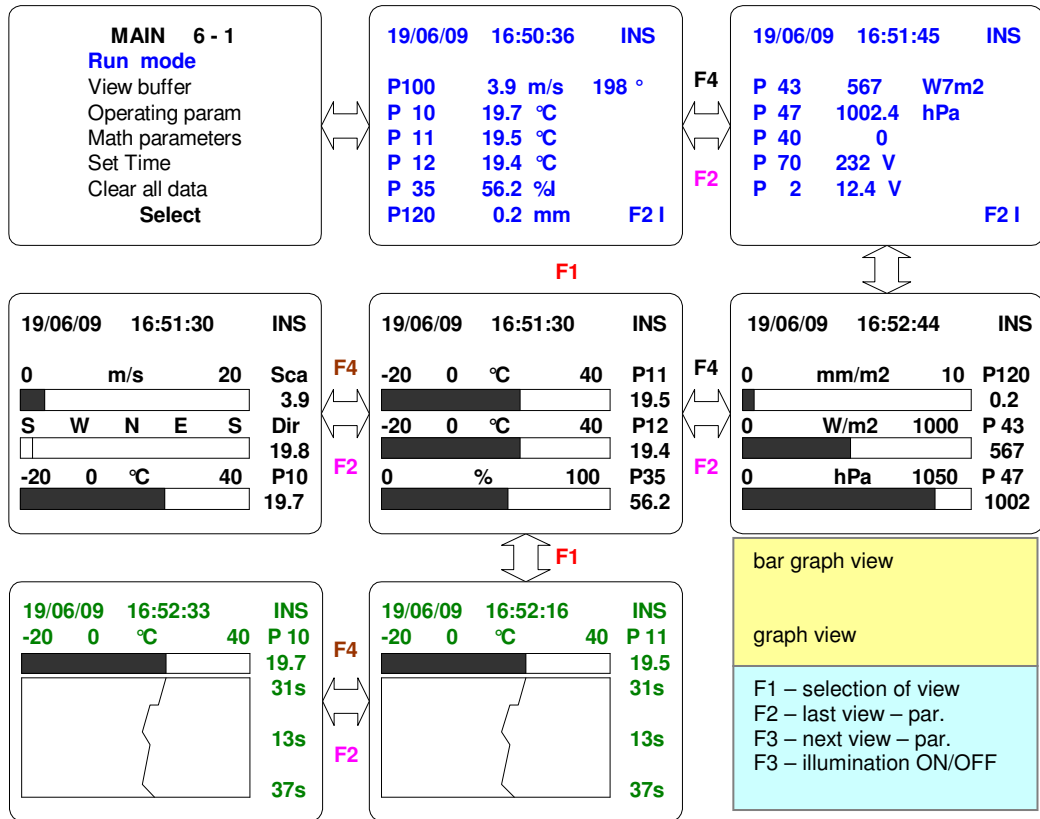 MAIN 6 - 1
Run mode
View buffer
Operating param
Math parameters
Set Time
Clear all data
Select
19/06/09 16:50:36 INS
P100 3.9 m/s 198 °
P 10 19.7 °C
P 11 19.5 °C
P 12 19.4 °C
P 35 56.2 %I
P120 0.2 mm F2 I
F4
F2
19/06/09 16:51:45 INS
P 43 567 W7m2
P 47 1002.4 hPa
P 40 0
P 70 232 V
P 2 12.4 V
F2 I
F1
19/06/09 16:51:30 INS
0 m/s 20 Sca
3.9
S W N E S Dir
19.8
-20 0 °C 40 P10
19.7
F4
F2
19/06/09 16:51:30 INS
-20 0 °C 40 P11
19.5
-20 0 °C 40 P12
19.4
0 % 100 P35
56.2
F4
F2
19/06/09 16:52:44 INS
0 mm/m2 10 P120
0.2
0 W/m2 1000 P 43
567
0 hPa 1050 P 47
1002
F1
19/06/09 16:52:33 INS
-20 0 °C 40 P 10
19.7
31s
13s
37s
F4
F2
19/06/09 16:52:16 INS
-20 0 °C 40 P 11
19.5
31s
13s
37s
bar graph view
graph view
F1 – selection of view
F2 – last view – par.
F3 – next view – par.
F3 – illumination ON/OFF